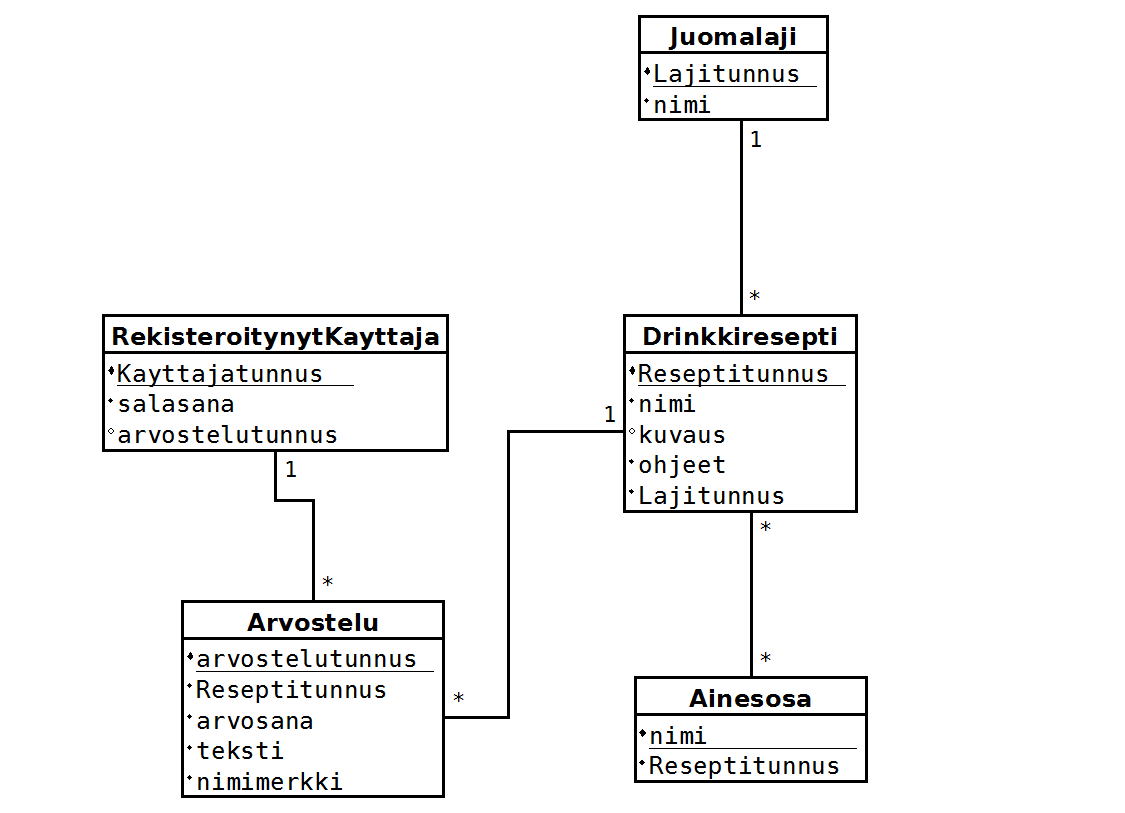 Juomalaji
Lajitunnus
nimi
1
*
RekisteroitynytKayttaja
Kayttajatunnus
salasana
arvostelutunnus
1
*
Drinkkiresepti
Reseptitunnus
nimi
kuvaus
ohjeet
Lajitunnus
1
*
*
*
Arvostelu
arvostelutunnus
Reseptitunnus
arvosana
teksti
nimimerkki
Ainesosa
nimi
Reseptitunnus